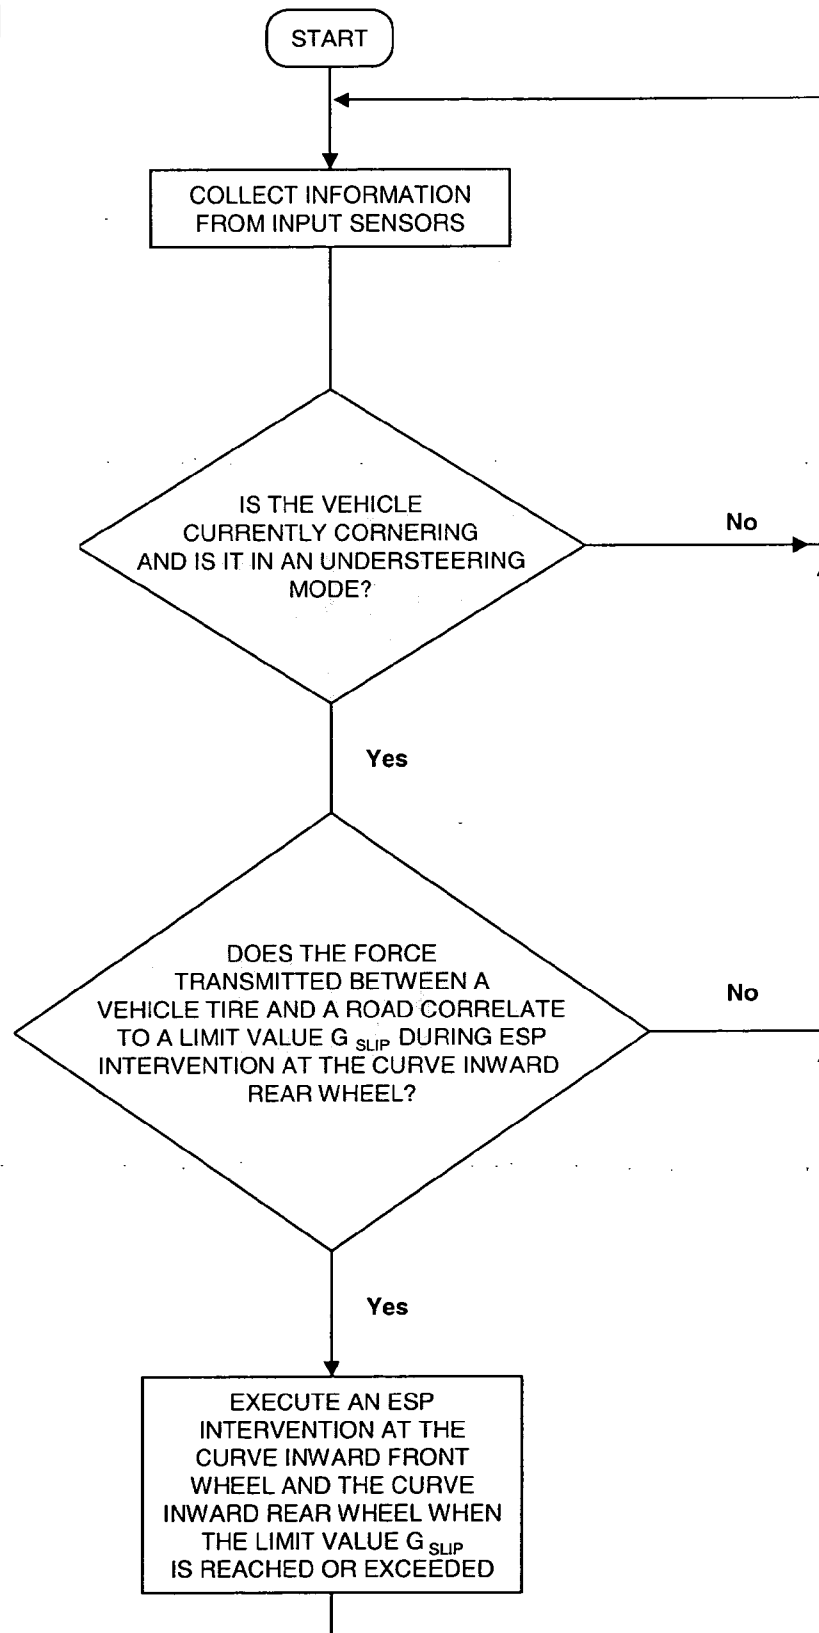 START
COLLECT INFORMATION
FROM INPUT SENSORS
IS THE VEHICLE
CURRENTLY CORNERING
AND IS IT IN AN UNDERSTEERING
MODE?
No
Yes
DOES THE FORCE
TRANSMITTED BETWEEN A
VEHICLE TIRE AND A ROAD CORRELATE
TO A LIMIT VALUE G SLIP DURING ESP
INTERVENTION AT THE CURVE INWARD
REAR WHEEL?
No
Yes
EXECUTE AN ESP
INTERVENTION AT THE
CURVE INWARD FRONT
WHEEL AND THE CURVE
INWARD REAR WHEEL WHEN
THE LIMIT VALUE G SLIP
IS REACHED OR EXCEEDED